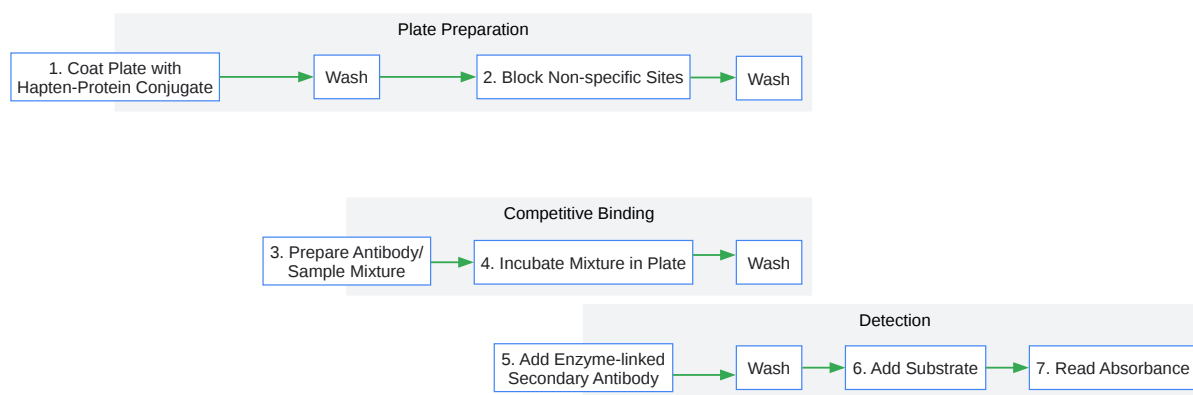 Plate Preparation
1. Coat Plate with
Hapten-Protein Conjugate
Wash
2. Block Non-specific Sites
Wash
Competitive Binding
3. Prepare Antibody/
Sample Mixture
4. Incubate Mixture in Plate
Wash
Detection
5. Add Enzyme-linked
Secondary Antibody
Wash
6. Add Substrate
7. Read Absorbance